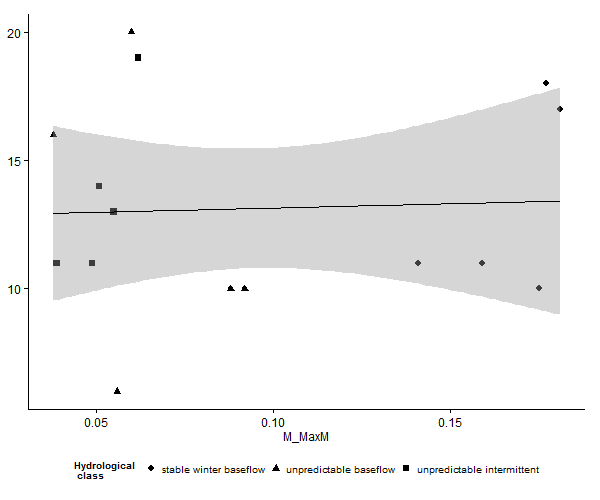 20
15
10
0.05 0.10 0.15
M_MaxM
Hydrological
class
stable winter baseflow unpredictable baseflow unpredictable intermittent